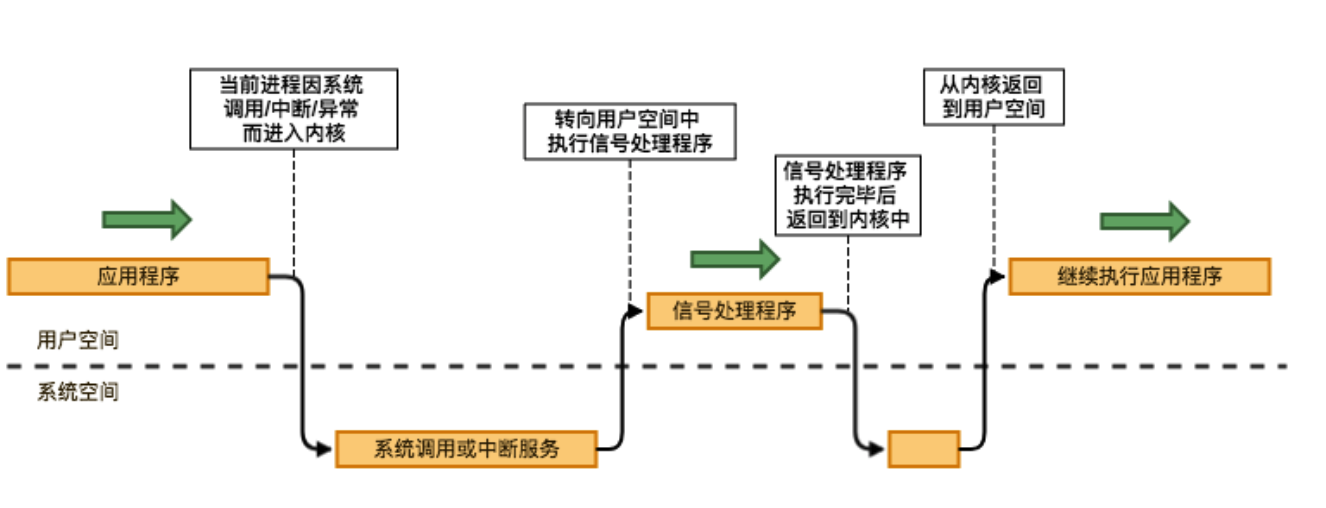 当前进程因系统
调用/中断/异常
而进入内核
转向用户空间中
执行信号处理程序
信号处理程序
执行完毕后
返回到内核中
从内核返回
到用户空间
应用程序
信号处理程序
继续执行应用程序
用户空间
系统空间
系统调用或中断服务